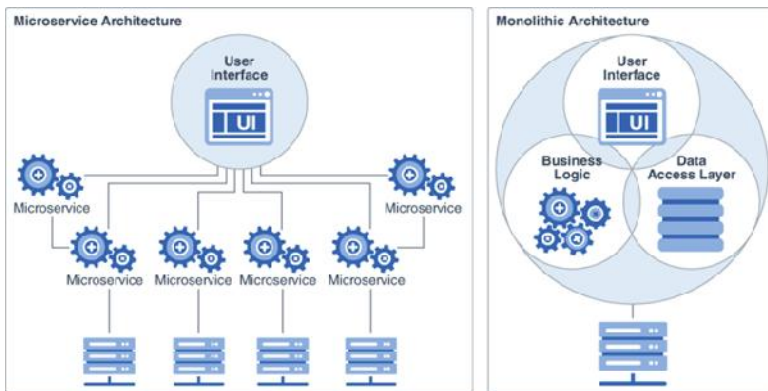 Microservice Architecture
User
Interface
UI
Microservice
Microservice
Microservice
Microservice
Microservice
Microservice
Monolithic Architecture
User
Interface
UI
Business
Logic
Data
Access Layer